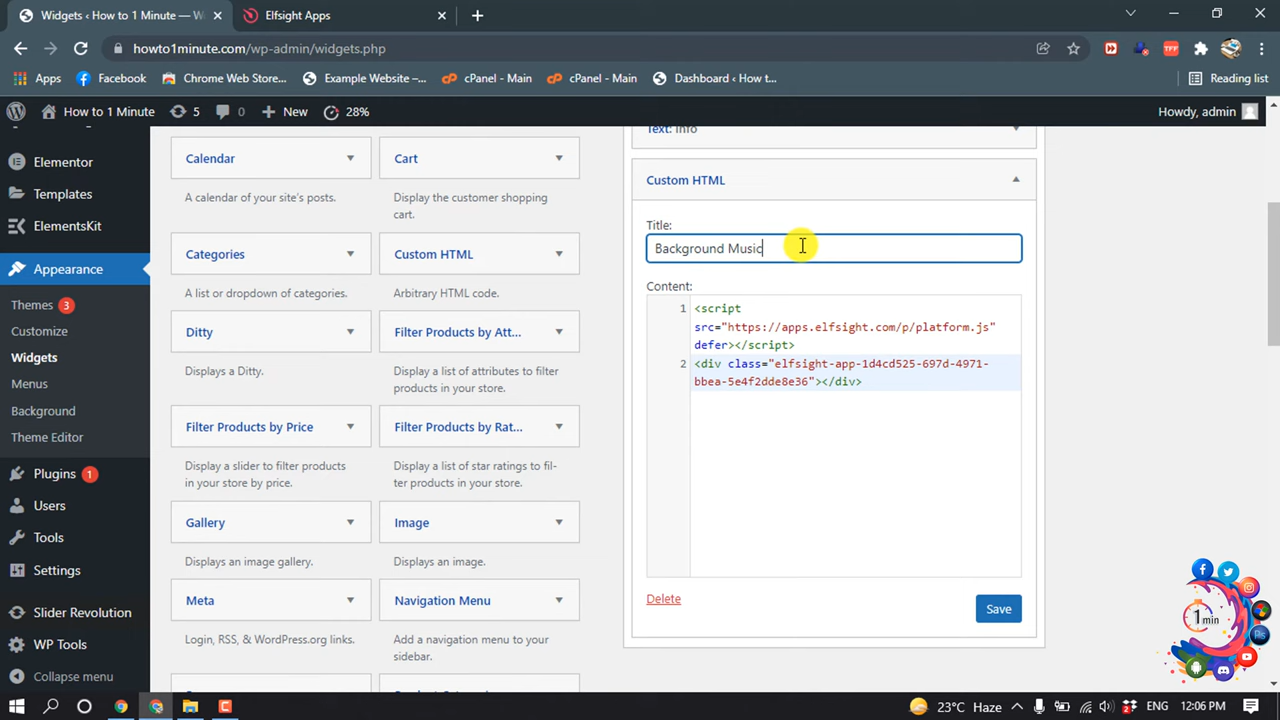 Widgets ‹ How to 1 Minute — W
Elfsight Apps
howto1minute.com/wp-admin/widgets.php
Apps
Facebook
Chrome Web Store...
Example Website –...
cPanel - Main
cPanel - Main
Dashboard ‹ How t...
Reading list
How to 1 Minute
5
0
New
28%
Howdy, admin
Elementor
Templates
ElementsKit
Appearance
Themes 3
Customize
Widgets
Menus
Background
Theme Editor
Plugins 1
Users
Tools
Settings
Slider Revolution
WP Tools
Collapse menu
Calendar
A calendar of your site's posts.
Cart
Display the customer shopping
cart.
Categories
A list or dropdown of categories.
Custom HTML
Arbitrary HTML code.
Ditty
Displays a Ditty.
Filter Products by Att...
Display a list of attributes to filter
products in your store.
Filter Products by Price
Display a slider to filter products
in your store by price.
Filter Products by Rat...
Display a list of star ratings to fil-
ter products in your store.
Gallery
Displays an image gallery.
Image
Displays an image.
Meta
Login, RSS, & WordPress.org links.
Navigation Menu
Add a navigation menu to your
sidebar.
Text: Info
Custom HTML
Title:
Background Music
Content:
1 <script
src="https://apps.elfsight.com/p/platform.js"
defer></script>
2 <div class="elfsight-app-1d4cd525-697d-4971-
bbea-5e4f2dde8e36"></div>
Delete
Save
1 min
23°C Haze
ENG
12:06 PM